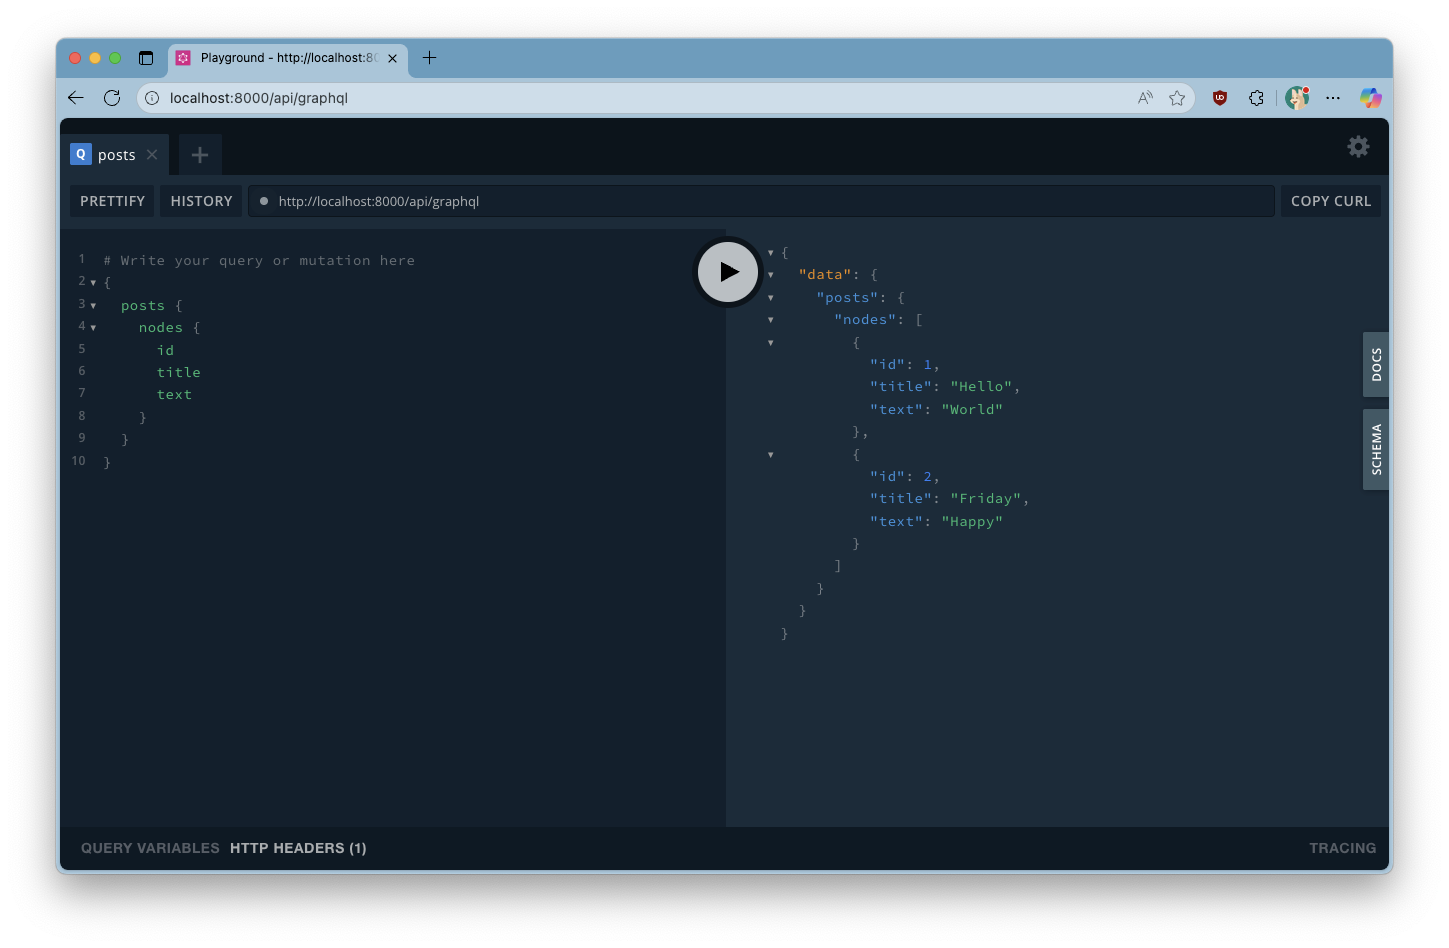 Playground - http://localhost:80
localhost:8000/api/graphql
Q posts
PRETTIFY HISTORY http://localhost:8000/api/graphql COPY CURL
1 # Write your query or mutation here
2 {
3 posts {
4 nodes {
5 id
6 title
7 text
8 }
9 }
10 }
{
"data": {
"posts": {
"nodes": [
{
"id": 1,
"title": "Hello",
"text": "World"
},
{
"id": 2,
"title": "Friday",
"text": "Happy"
}
]
}
}
}
DOCS
SCHEMA
QUERY VARIABLES HTTP HEADERS (1) TRACING